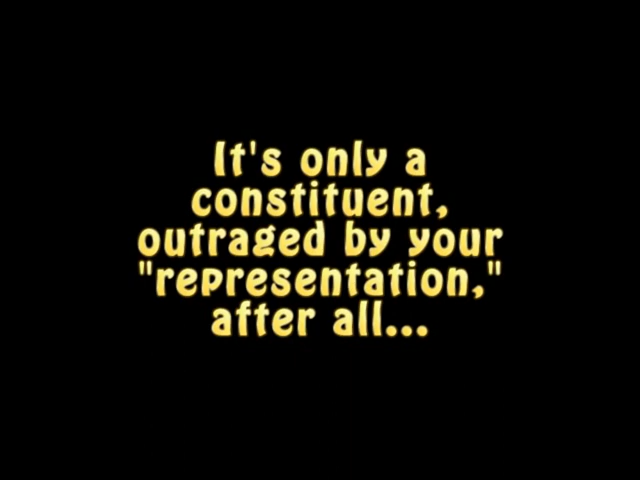 It's only a
constituent,
outraged by your
"representation,"
after all...